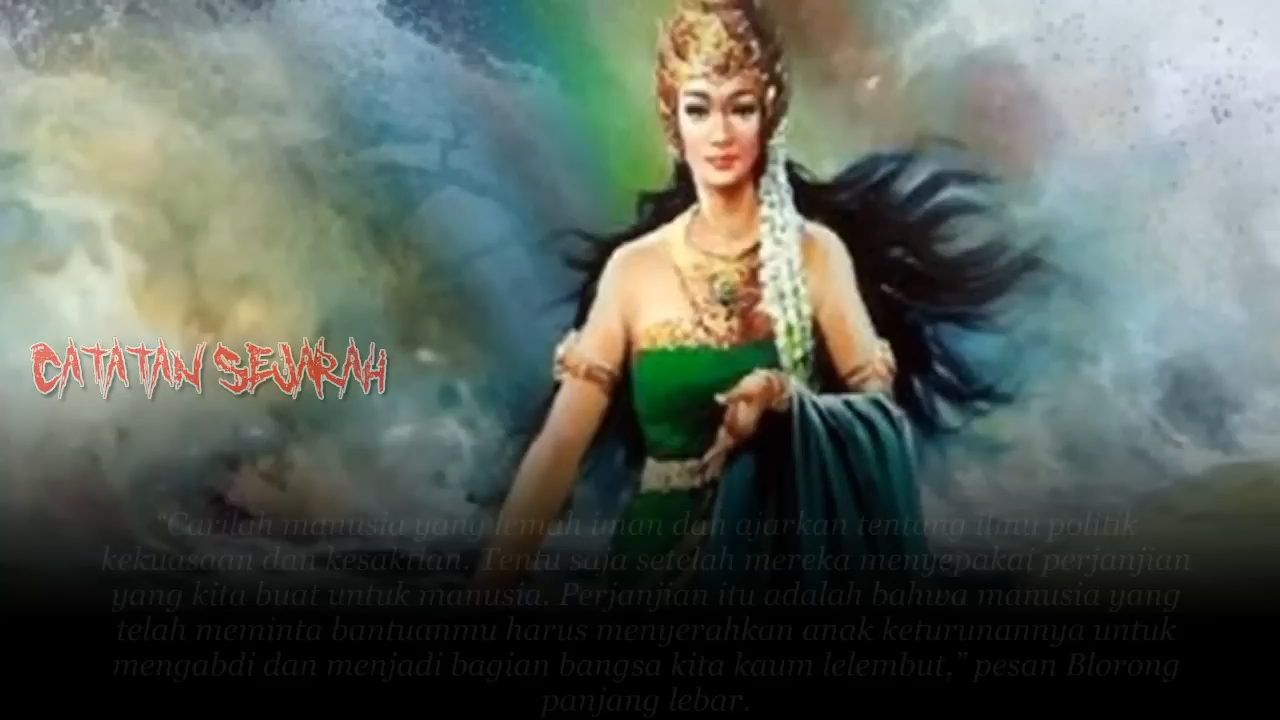 CATATAN SEJARAH
“Carilah manusia yang lemah iman dan ajarkan tentang ilmu politik
kekuasaan dan kesaktian. Tentu saja setelah mereka menyepakai perjanjian
yang kita buat untuk manusia. Perjanjian itu adalah bahwa manusia yang
telah meminta bantuanmu harus menyerahkan anak keturunannya untuk
mengabdi dan menjadi bagian bangsa kita kaum lelembut,” pesan Blorong
panjang lebar.